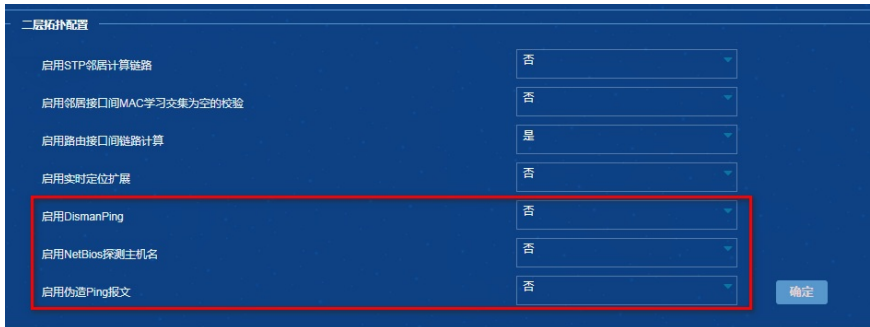 二层拓扑配置
启用STP邻居计算链路 否
启用邻居接口间MAC学习交集为空的校验 否
启用路由接口间链路计算 是
启用实时定位扩展 否
启用DismanPing 否
启用NetBios探测主机名 否
启用伪造Ping报文 否 确定